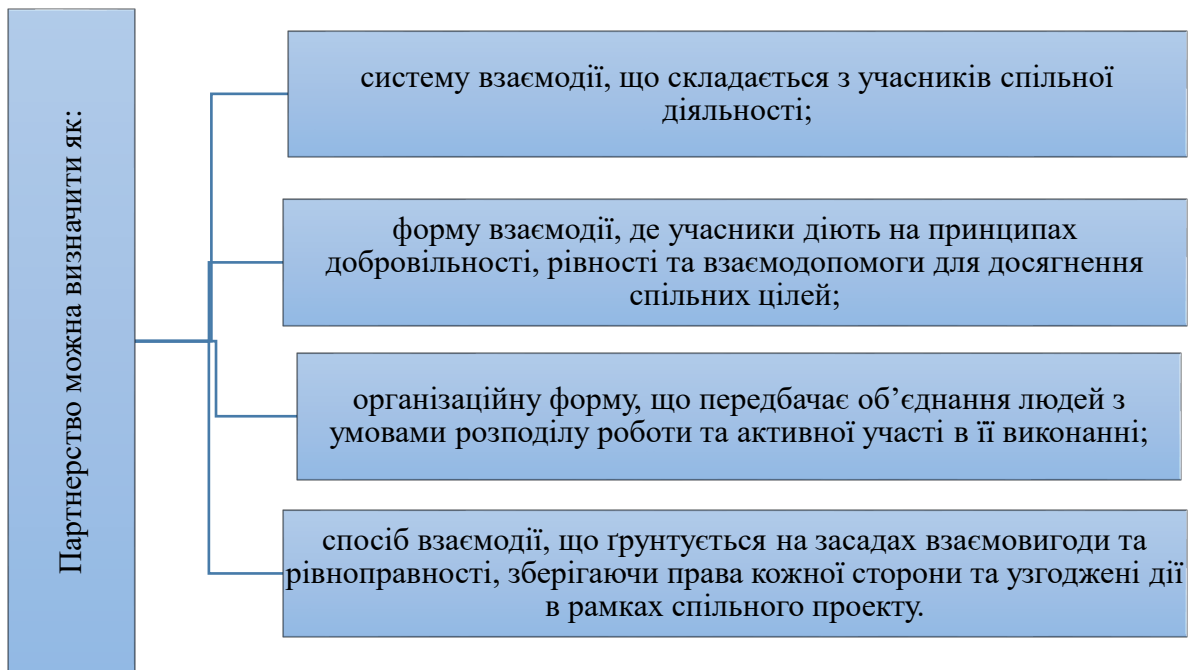 Партнерство можна визначити як:
систему взаємодії, що складається з учасників спільної
діяльності;
форму взаємодії, де учасники діють на принципах
добровільності, рівності та взаємодопомоги для досягнення
спільних цілей;
організаційну форму, що передбачає об’єднання людей з
умовами розподілу роботи та активної участі в її виконанні;
спосіб взаємодії, що ґрунтується на засадах взаємовигоди та
рівноправності, зберігаючи права кожної сторони та узгоджені дії
в рамках спільного проекту.